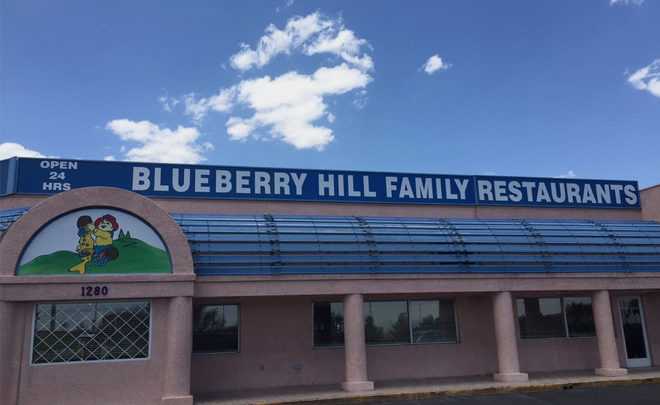 OPEN
24
HRS
BLUEBERRY HILL FAMILY RESTAURANTS
1280